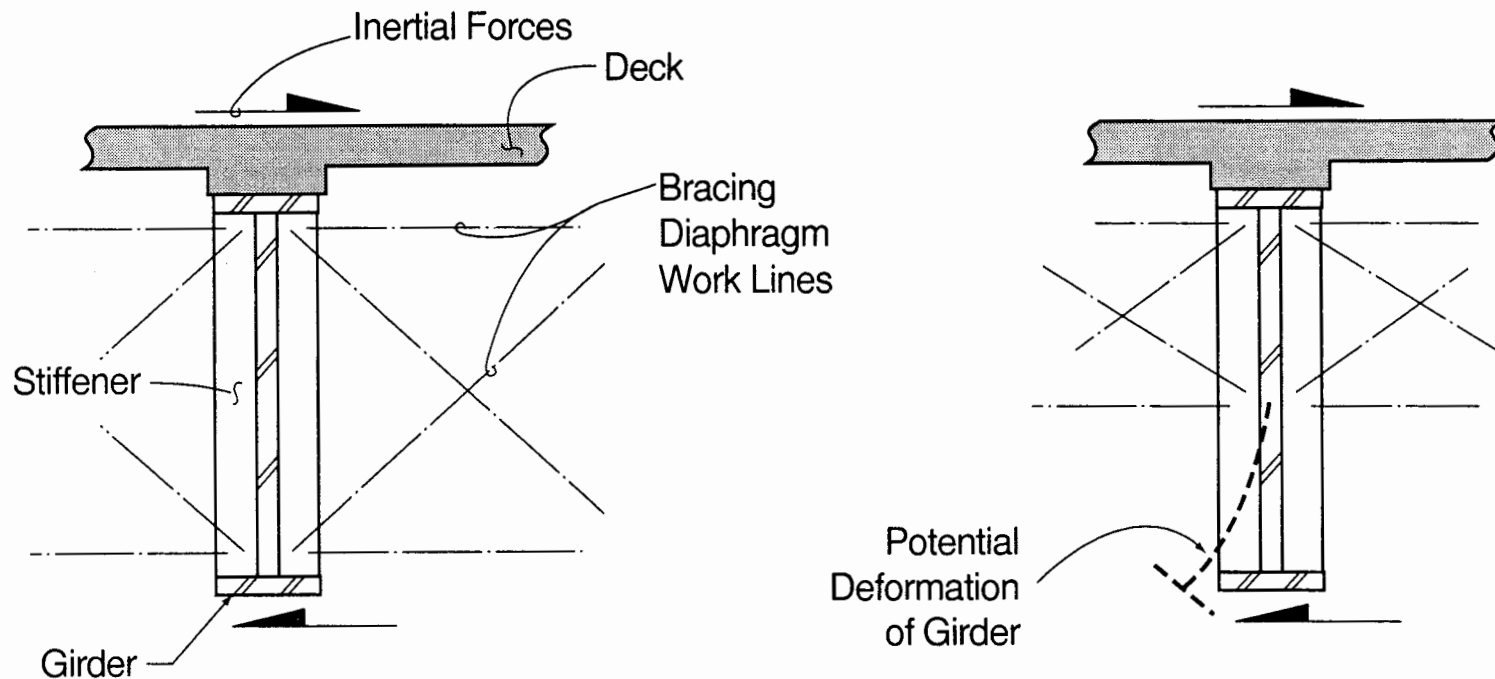 Inertial Forces
Deck
Bracing
Diaphragm
Work Lines
Stiffener
Girder
Potential
Deformation
of Girder